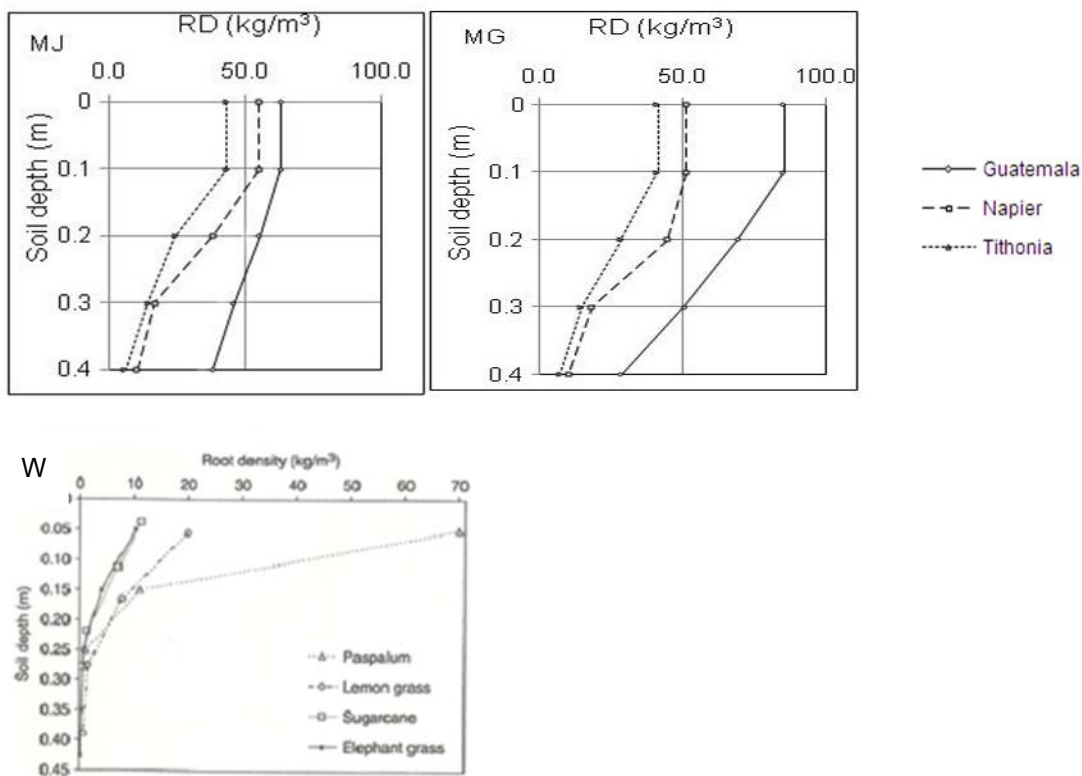 MJ
RD (kg/m³)
0.0 50.0 100.0
Soil depth (m)
0
0.1
0.2
0.3
0.4
MG
RD (kg/m³)
0.0 50.0 100.0
Soil depth (m)
0
0.1
0.2
0.3
0.4
Guatemala
Napier
Tithonia
W
Root density (kg/m³)
0 10 20 30 40 50 60 70
Soil depth (m)
0
0.05
0.10
0.15
0.20
0.25
0.30
0.35
0.40
0.45
Paspalum
Lemon grass
Sugarcane
Elephant grass